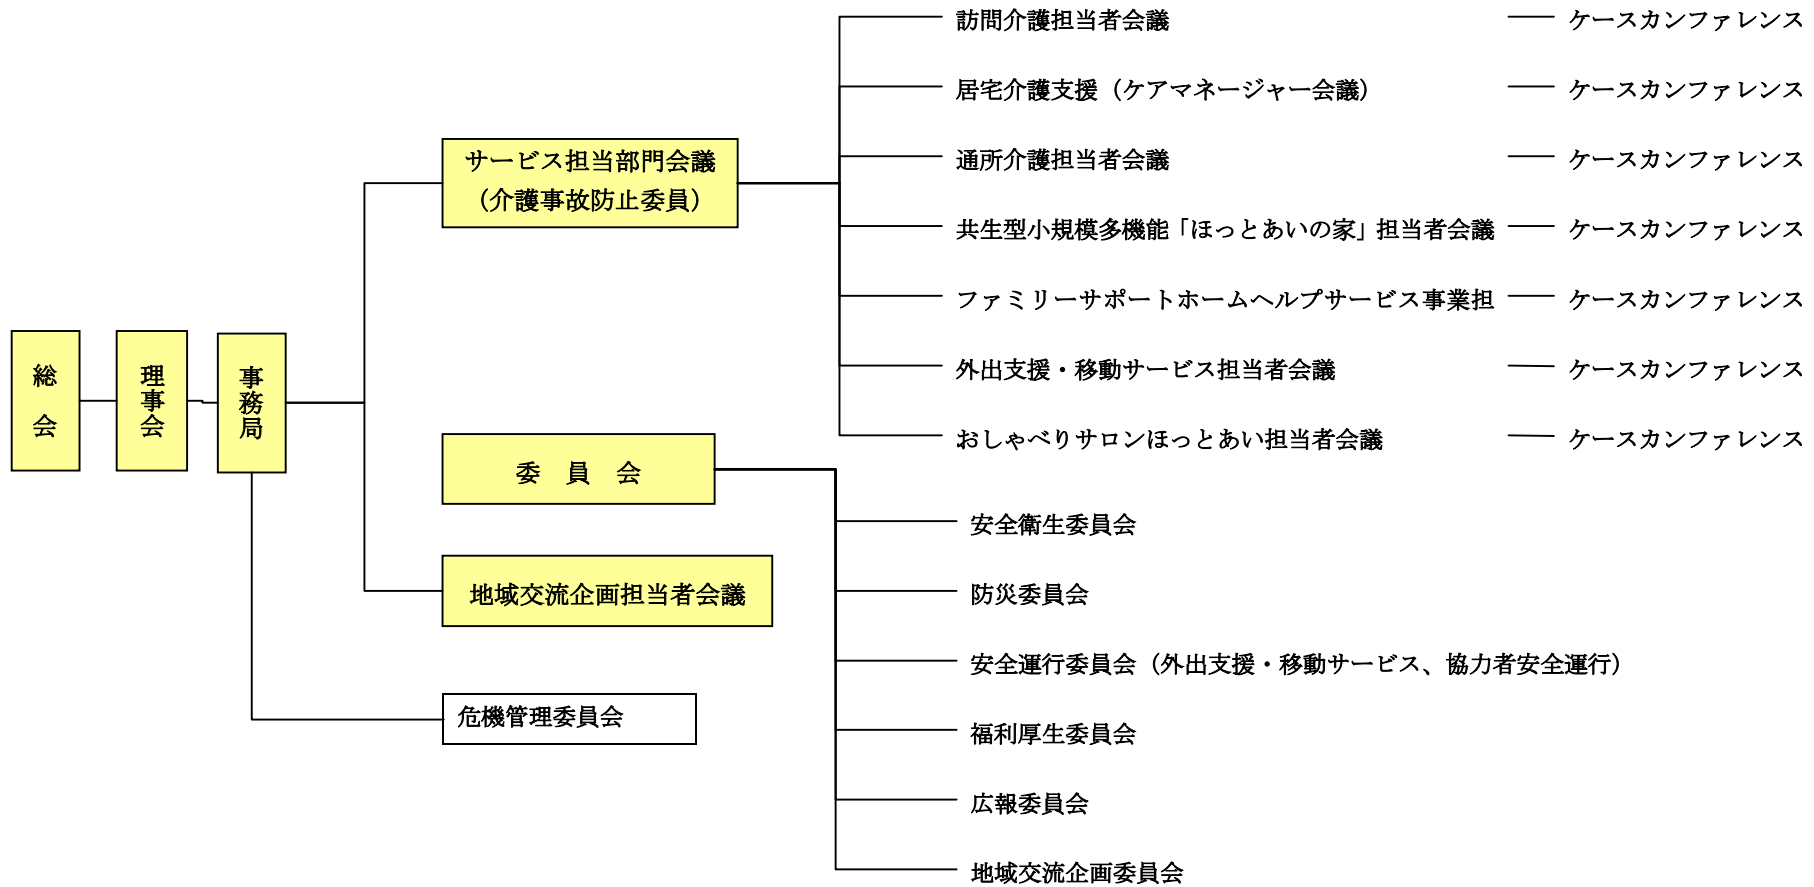 総会
理事会
事務局
サービス担当部門会議
（介護事故防止委員）
委　員　会
地域交流企画担当者会議
危機管理委員会
訪問介護担当者会議
ケースカンファレンス
居宅介護支援（ケアマネージャー会議）
ケースカンファレンス
通所介護担当者会議
ケースカンファレンス
共生型小規模多機能「ほっとあいの家」担当者会議
ケースカンファレンス
ファミリーサポートホームヘルプサービス事業担
ケースカンファレンス
外出支援・移動サービス担当者会議
ケースカンファレンス
おしゃべりサロンほっとあい担当者会議
ケースカンファレンス
安全衛生委員会
防災委員会
安全運行委員会（外出支援・移動サービス、協力者安全運行）
福利厚生委員会
広報委員会
地域交流企画委員会